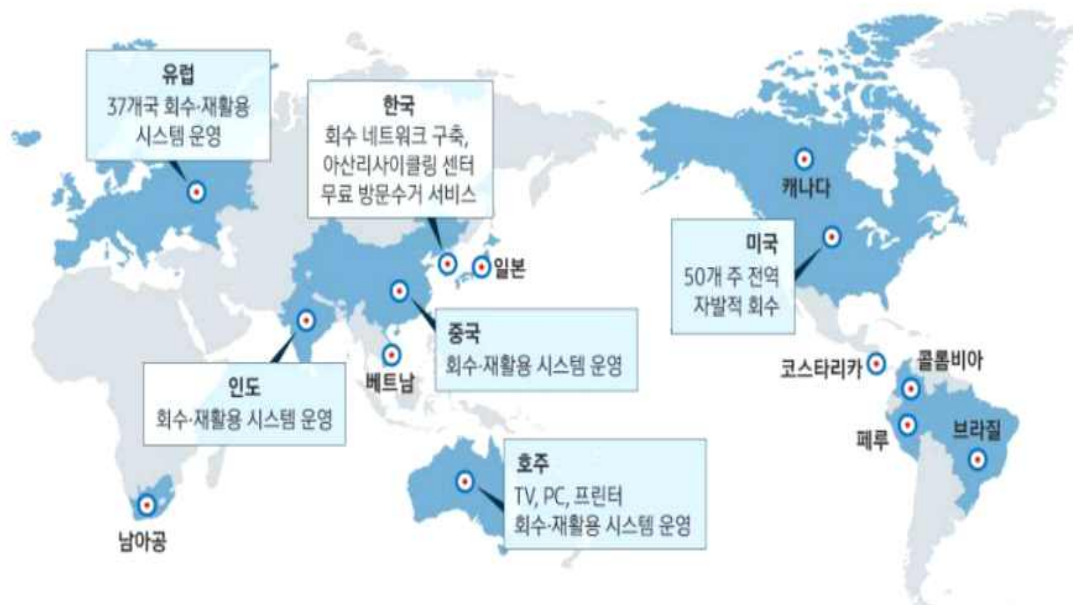 유럽
37개국 회수·재활용
시스템 운영
한국
회수 네트워크 구축,
아산리사이클링 센터
무료 방문수거 서비스
캐나다
미국
50개 주 전역
자발적 회수
일본
중국
회수·재활용 시스템 운영
베트남
인도
회수·재활용 시스템 운영
코스타리카
콜롬비아
페루
브라질
호주
TV, PC, 프린터
회수·재활용 시스템 운영
남아공